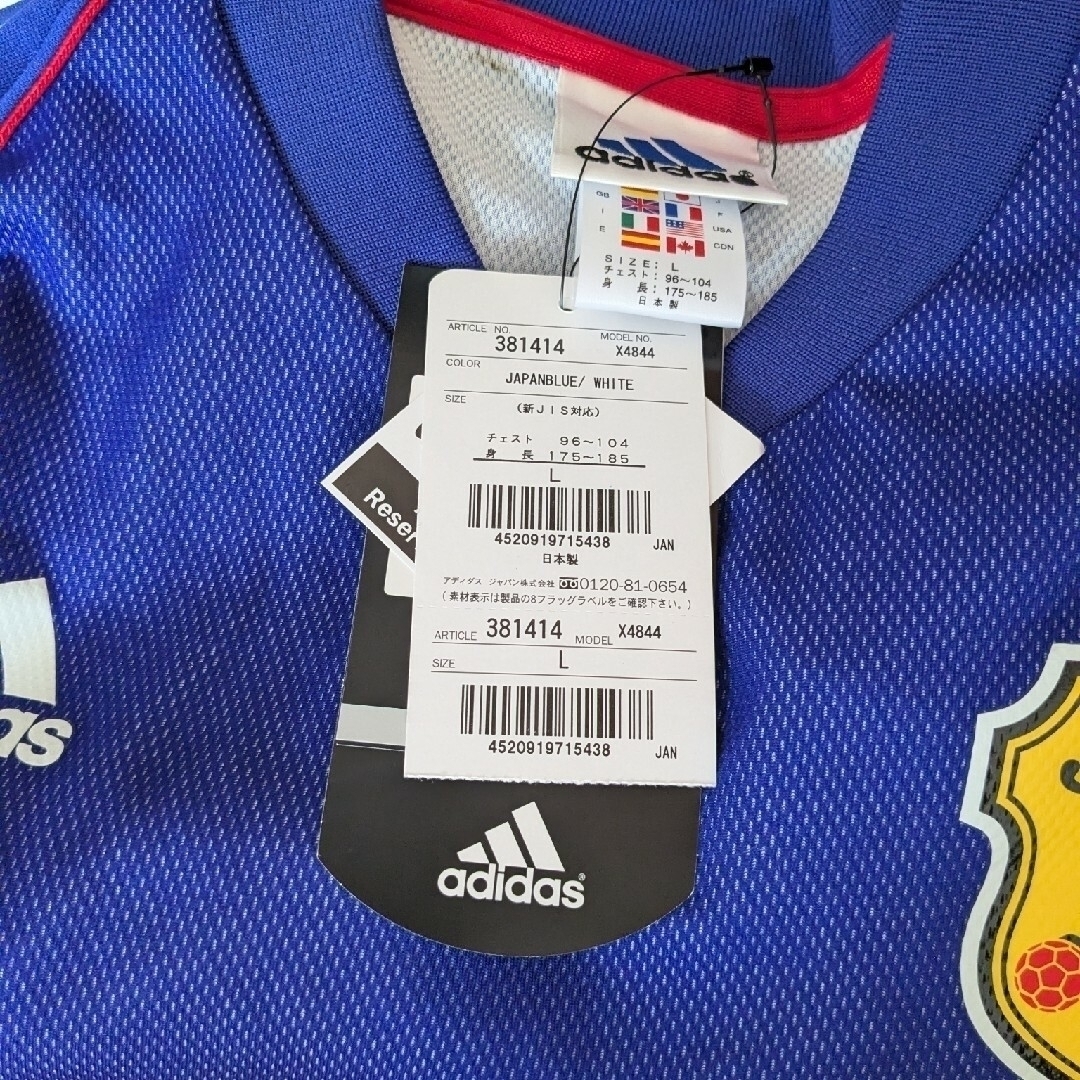 adidas
GB
I
F
E
USA
CDN
SIZE: L
チェスト: 96~104
身 長: 175~185
日本製
ARTICLE NO. MODEL NO.
381414 X4844
COLOR
JAPANBLUE/ WHITE
SIZE
(新JIS対応)
チェスト 96~104
身 長 175~185
L
4520919715438 JAN
日本製
アディダス ジャパン株式会社 0120-81-0654
(素材表示は製品の8フラッグラベルをご確認下さい。)
ARTICLE 381414 MODEL X4844
SIZE L
4520919715438 JAN
adidas®